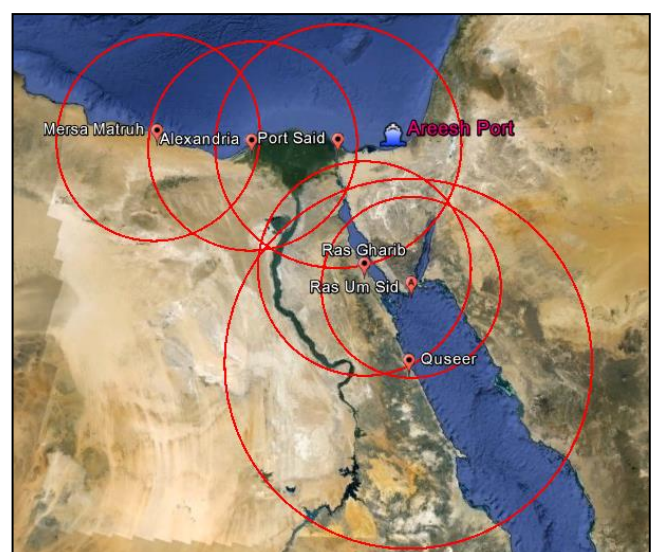 Mersa Matruh
Alexandria
Port Said
Areesh Port
Ras Gharib
Ras Um Sid
A
Quseer